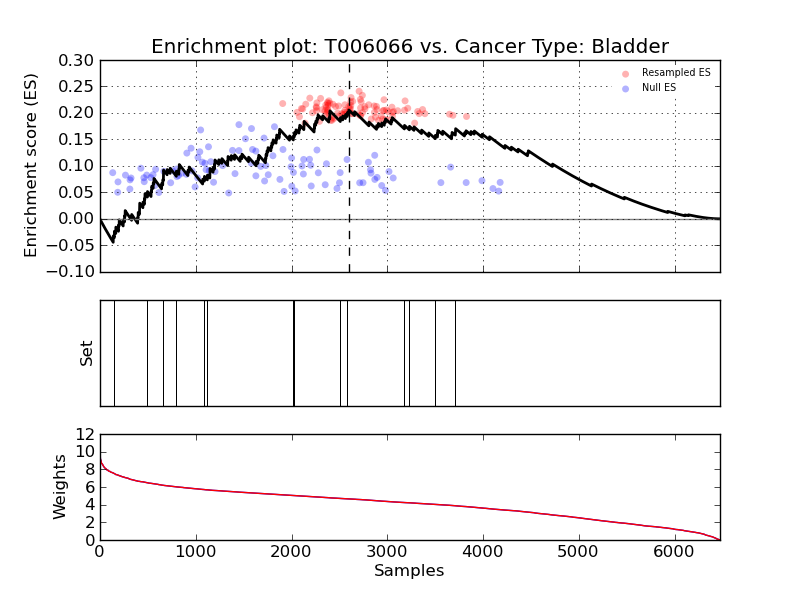 Enrichment plot: T006066 vs. Cancer Type: Bladder
Enrichment score (ES)
0.30
0.25
0.20
0.15
0.10
0.05
0.00
−0.05
−0.10
Resampled ES
Null ES
Set
Weights
12
10
8
6
4
2
0
0 1000 2000 3000 4000 5000 6000
Samples